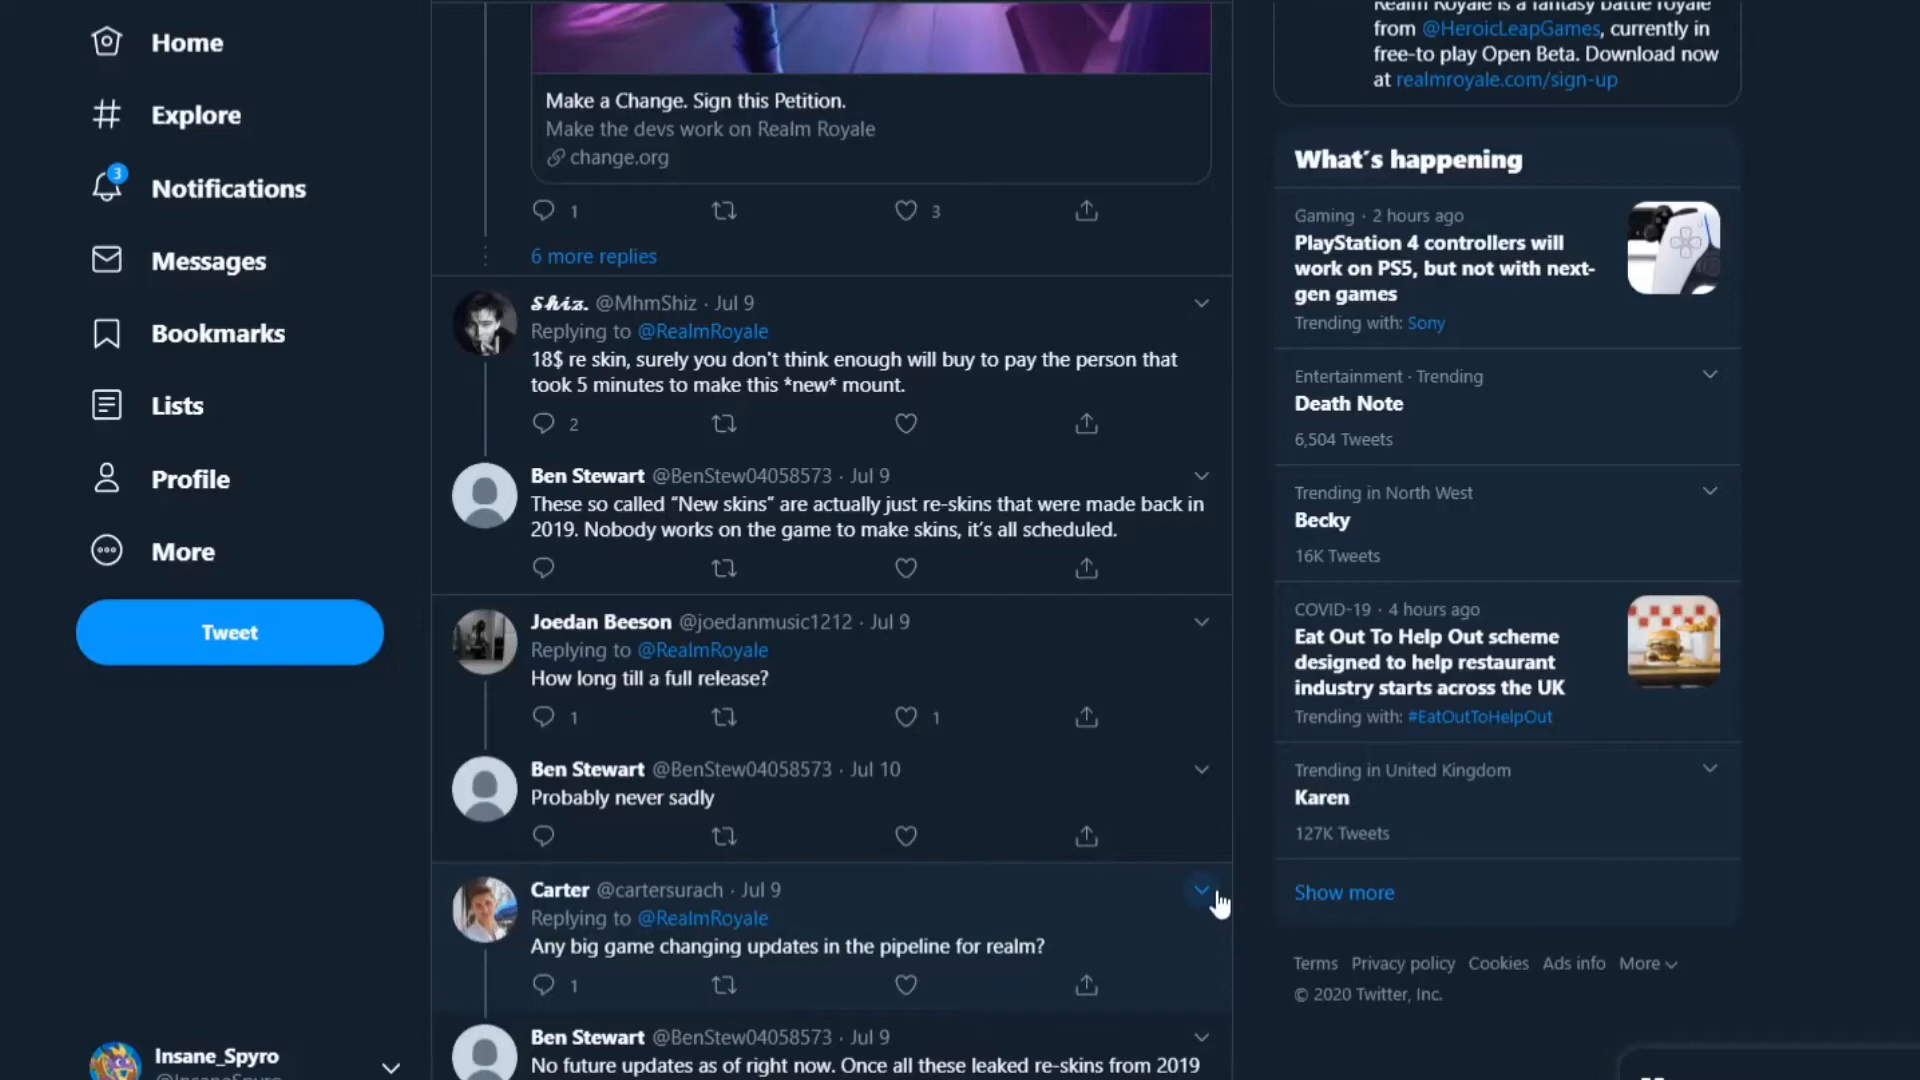 Home
Explore
3
Notifications
Messages
Bookmarks
Lists
Profile
More
Tweet
Insane_Spyro
Make a Change. Sign this Petition.
Make the devs work on Realm Royale
change.org
1
3
6 more replies
Shiz. @MhmShiz · Jul 9
Replying to @RealmRoyale
18$ re skin, surely you don't think enough will buy to pay the person that
took 5 minutes to make this *new* mount.
2
Ben Stewart @BenStew04058573 · Jul 9
These so called “New skins” are actually just re-skins that were made back in
2019. Nobody works on the game to make skins, it’s all scheduled.
Joedan Beeson @joedanmusic1212 · Jul 9
Replying to @RealmRoyale
How long till a full release?
1
1
Ben Stewart @BenStew04058573 · Jul 10
Probably never sadly
Carter @cartersurach · Jul 9
Replying to @RealmRoyale
Any big game changing updates in the pipeline for realm?
1
Ben Stewart @BenStew04058573 · Jul 9
No future updates as of right now. Once all these leaked re-skins from 2019
Realm Royale is a fantasy battle royale
from @HeroicLeapGames, currently in
free-to play Open Beta. Download now
at realmroyale.com/sign-up
What´s happening
Gaming · 2 hours ago
PlayStation 4 controllers will
work on PS5, but not with next-
gen games
Trending with: Sony
Entertainment · Trending
Death Note
6,504 Tweets
Trending in North West
Becky
16K Tweets
COVID-19 · 4 hours ago
Eat Out To Help Out scheme
designed to help restaurant
industry starts across the UK
Trending with: #EatOutToHelpOut
Trending in United Kingdom
Karen
127K Tweets
Show more
Terms Privacy policy Cookies Ads info More
© 2020 Twitter, Inc.